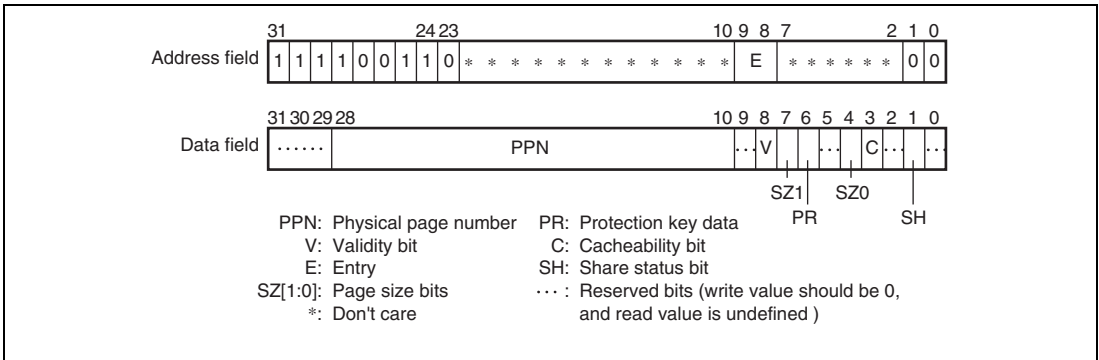 31 24 23 10 9 8 7 2 1 0
Address field 1 1 1 1 0 0 1 1 0 * * * * * * * * * * * * E * * * * * * 0 0
31 30 29 28 10 9 8 7 6 5 4 3 2 1 0
Data field ······ PPN ··· V ··· C ··· ···
SZ1 SZ0
PR SH
PPN: Physical page number PR: Protection key data
V: Validity bit C: Cacheability bit
E: Entry SH: Share status bit
SZ[1:0]: Page size bits ··· : Reserved bits (write value should be 0,
*: Don't care and read value is undefined )